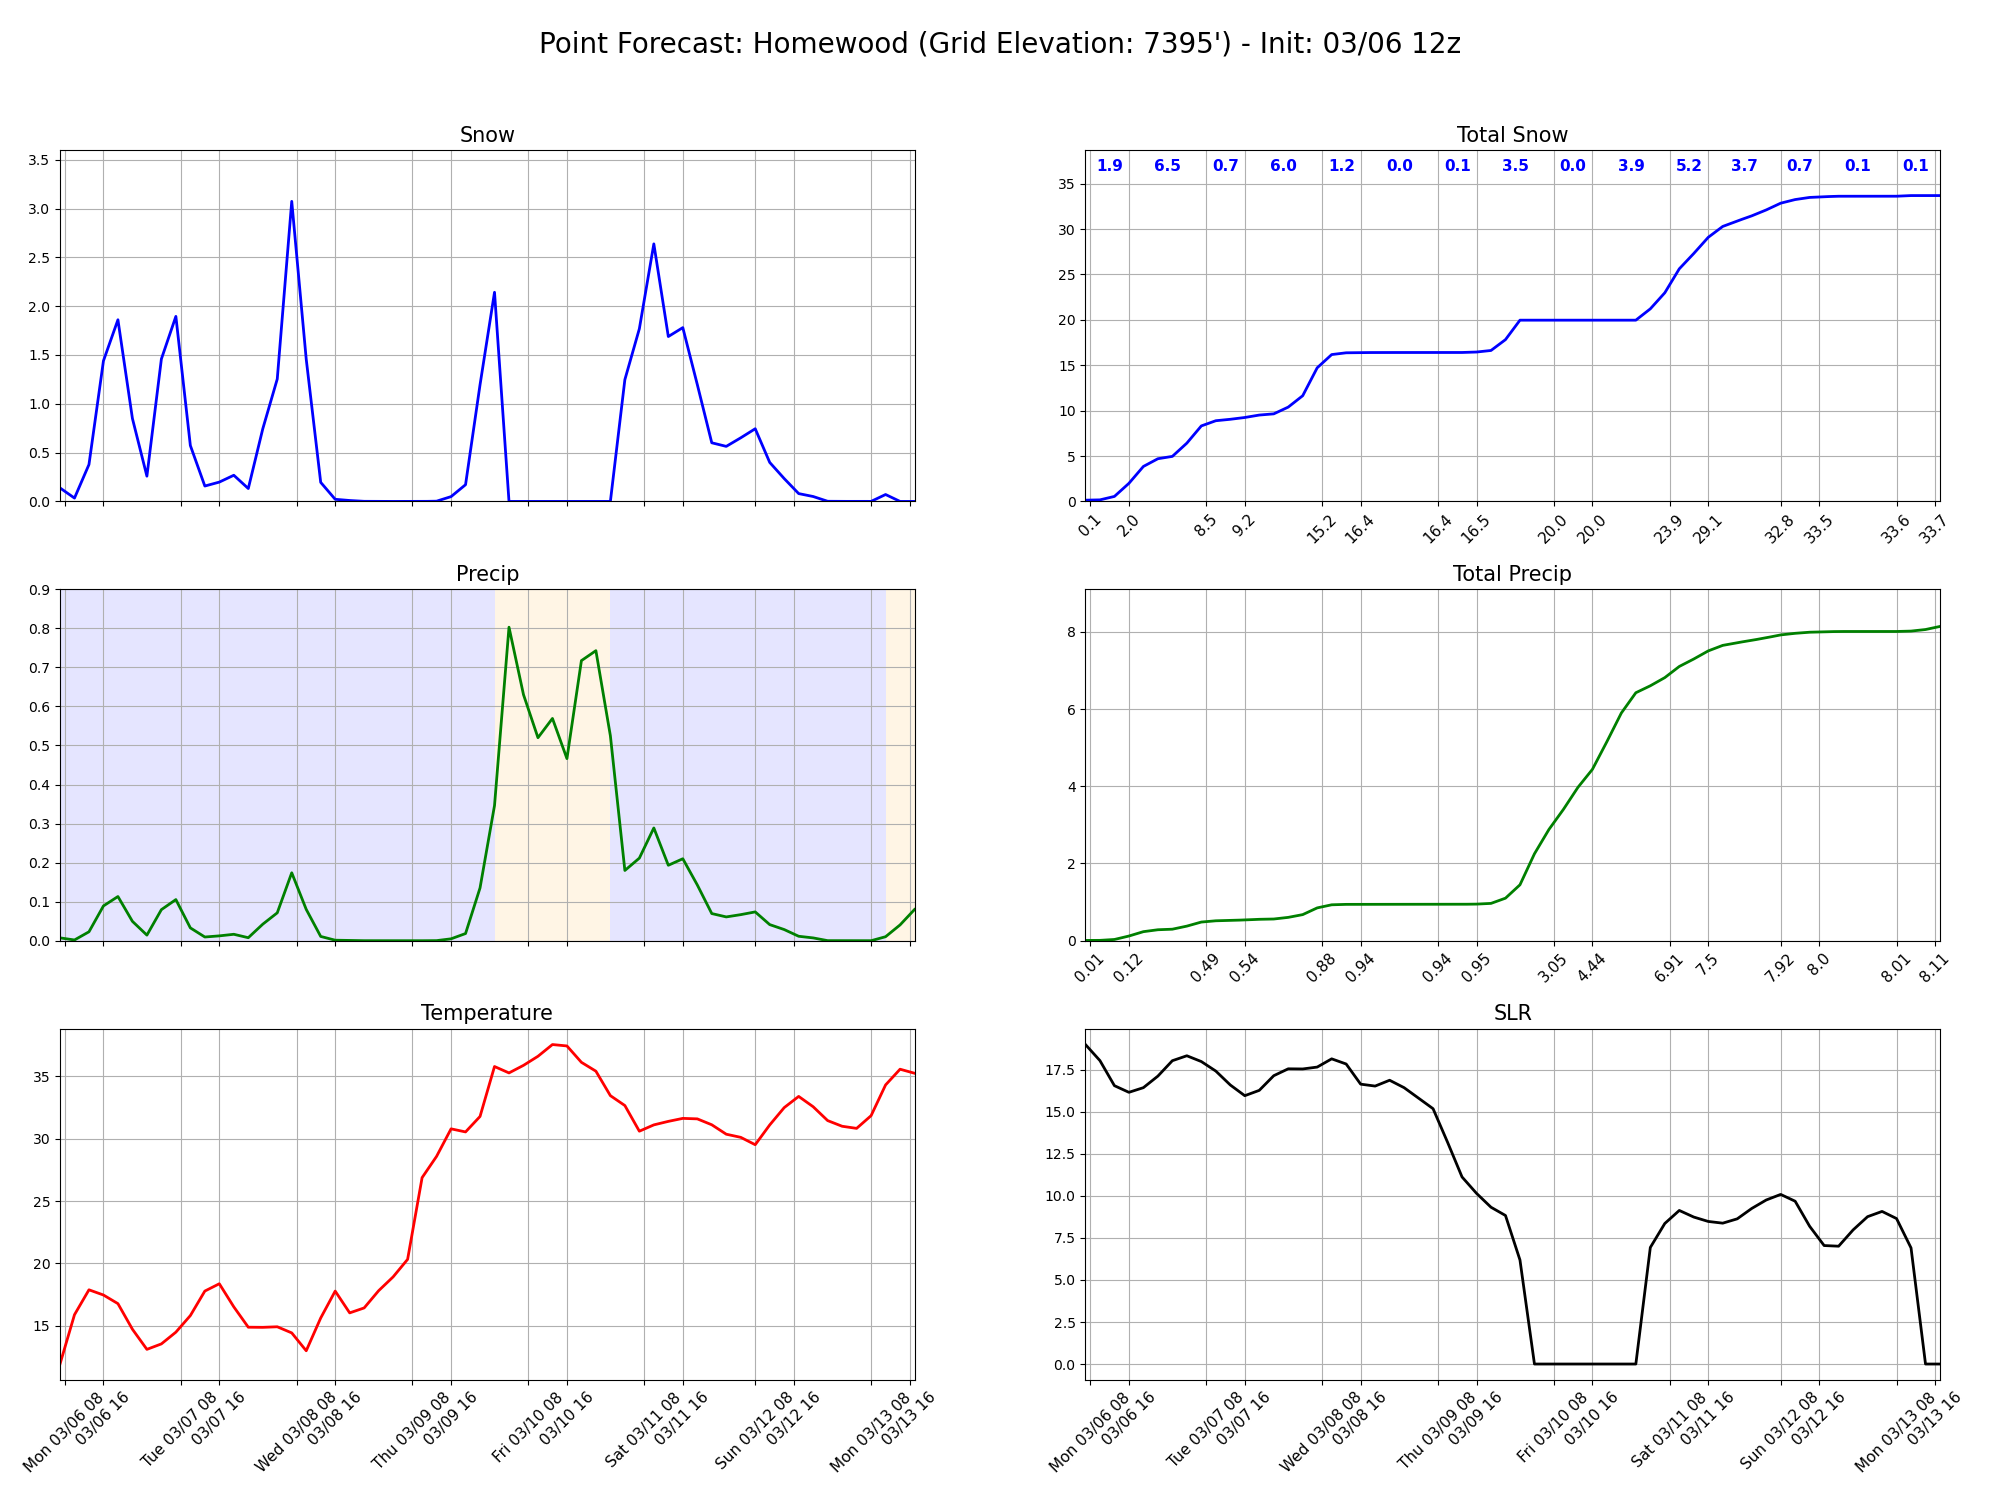 Point Forecast: Homewood (Grid Elevation: 7395') - Init: 03/06 12z
Snow
3.5
3.0
2.5
2.0
1.5
1.0
0.5
0.0
Total Snow
1.9 6.5 0.7 6.0 1.2 0.0 0.1 3.5 0.0 3.9 5.2 3.7 0.7 0.1 0.1
35
30
25
20
15
10
5
0
0.1 2.0 8.5 9.2 15.2 16.4 16.4 16.5 20.0 20.0 23.9 29.1 32.8 33.5 33.6 33.7
Precip
0.9
0.8
0.7
0.6
0.5
0.4
0.3
0.2
0.1
0.0
Total Precip
8
6
4
2
0
0.01 0.12 0.49 0.54 0.88 0.94 0.94 0.95 3.05 4.44 6.91 7.5 7.92 8.0 8.01 8.11
Temperature
35
30
25
20
15
Mon 03/06 08
03/06 16
Tue 03/07 08
03/07 16
Wed 03/08 08
03/08 16
Thu 03/09 08
03/09 16
Fri 03/10 08
03/10 16
Sat 03/11 08
03/11 16
Sun 03/12 08
03/12 16
Mon 03/13 08
03/13 16
SLR
17.5
15.0
12.5
10.0
7.5
5.0
2.5
0.0
Mon 03/06 08
03/06 16
Tue 03/07 08
03/07 16
Wed 03/08 08
03/08 16
Thu 03/09 08
03/09 16
Fri 03/10 08
03/10 16
Sat 03/11 08
03/11 16
Sun 03/12 08
03/12 16
Mon 03/13 08
03/13 16